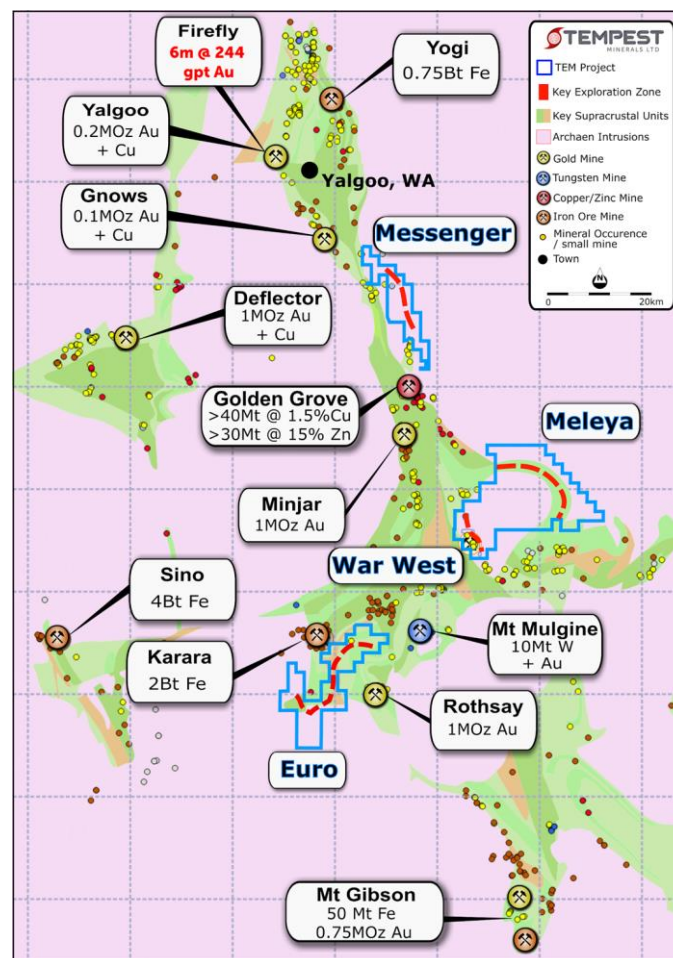 Firefly
6m @ 244
gpt Au
Yogi
0.75Bt Fe
TEMPEST
MINERALS LTD
TEM Project
Key Exploration Zone
Key Supracrustal Units
Archaen Intrusions
Gold Mine
Tungsten Mine
Copper/Zinc Mine
Iron Ore Mine
Mineral Occurence
/ small mine
Town
0
20km
Yalgoo
0.2MOz Au
+ Cu
Yalgoo, WA
Gnows
0.1MOz Au
+ Cu
Messenger
Deflector
1MOz Au
+ Cu
Golden Grove
>40Mt @ 1.5%Cu
>30Mt @ 15% Zn
Meleya
Minjar
1MOz Au
War West
Sino
4Bt Fe
Karara
2Bt Fe
Mt Mulgine
10Mt W
+ Au
Rothsay
1MOz Au
Euro
Mt Gibson
50 Mt Fe
0.75MOz Au